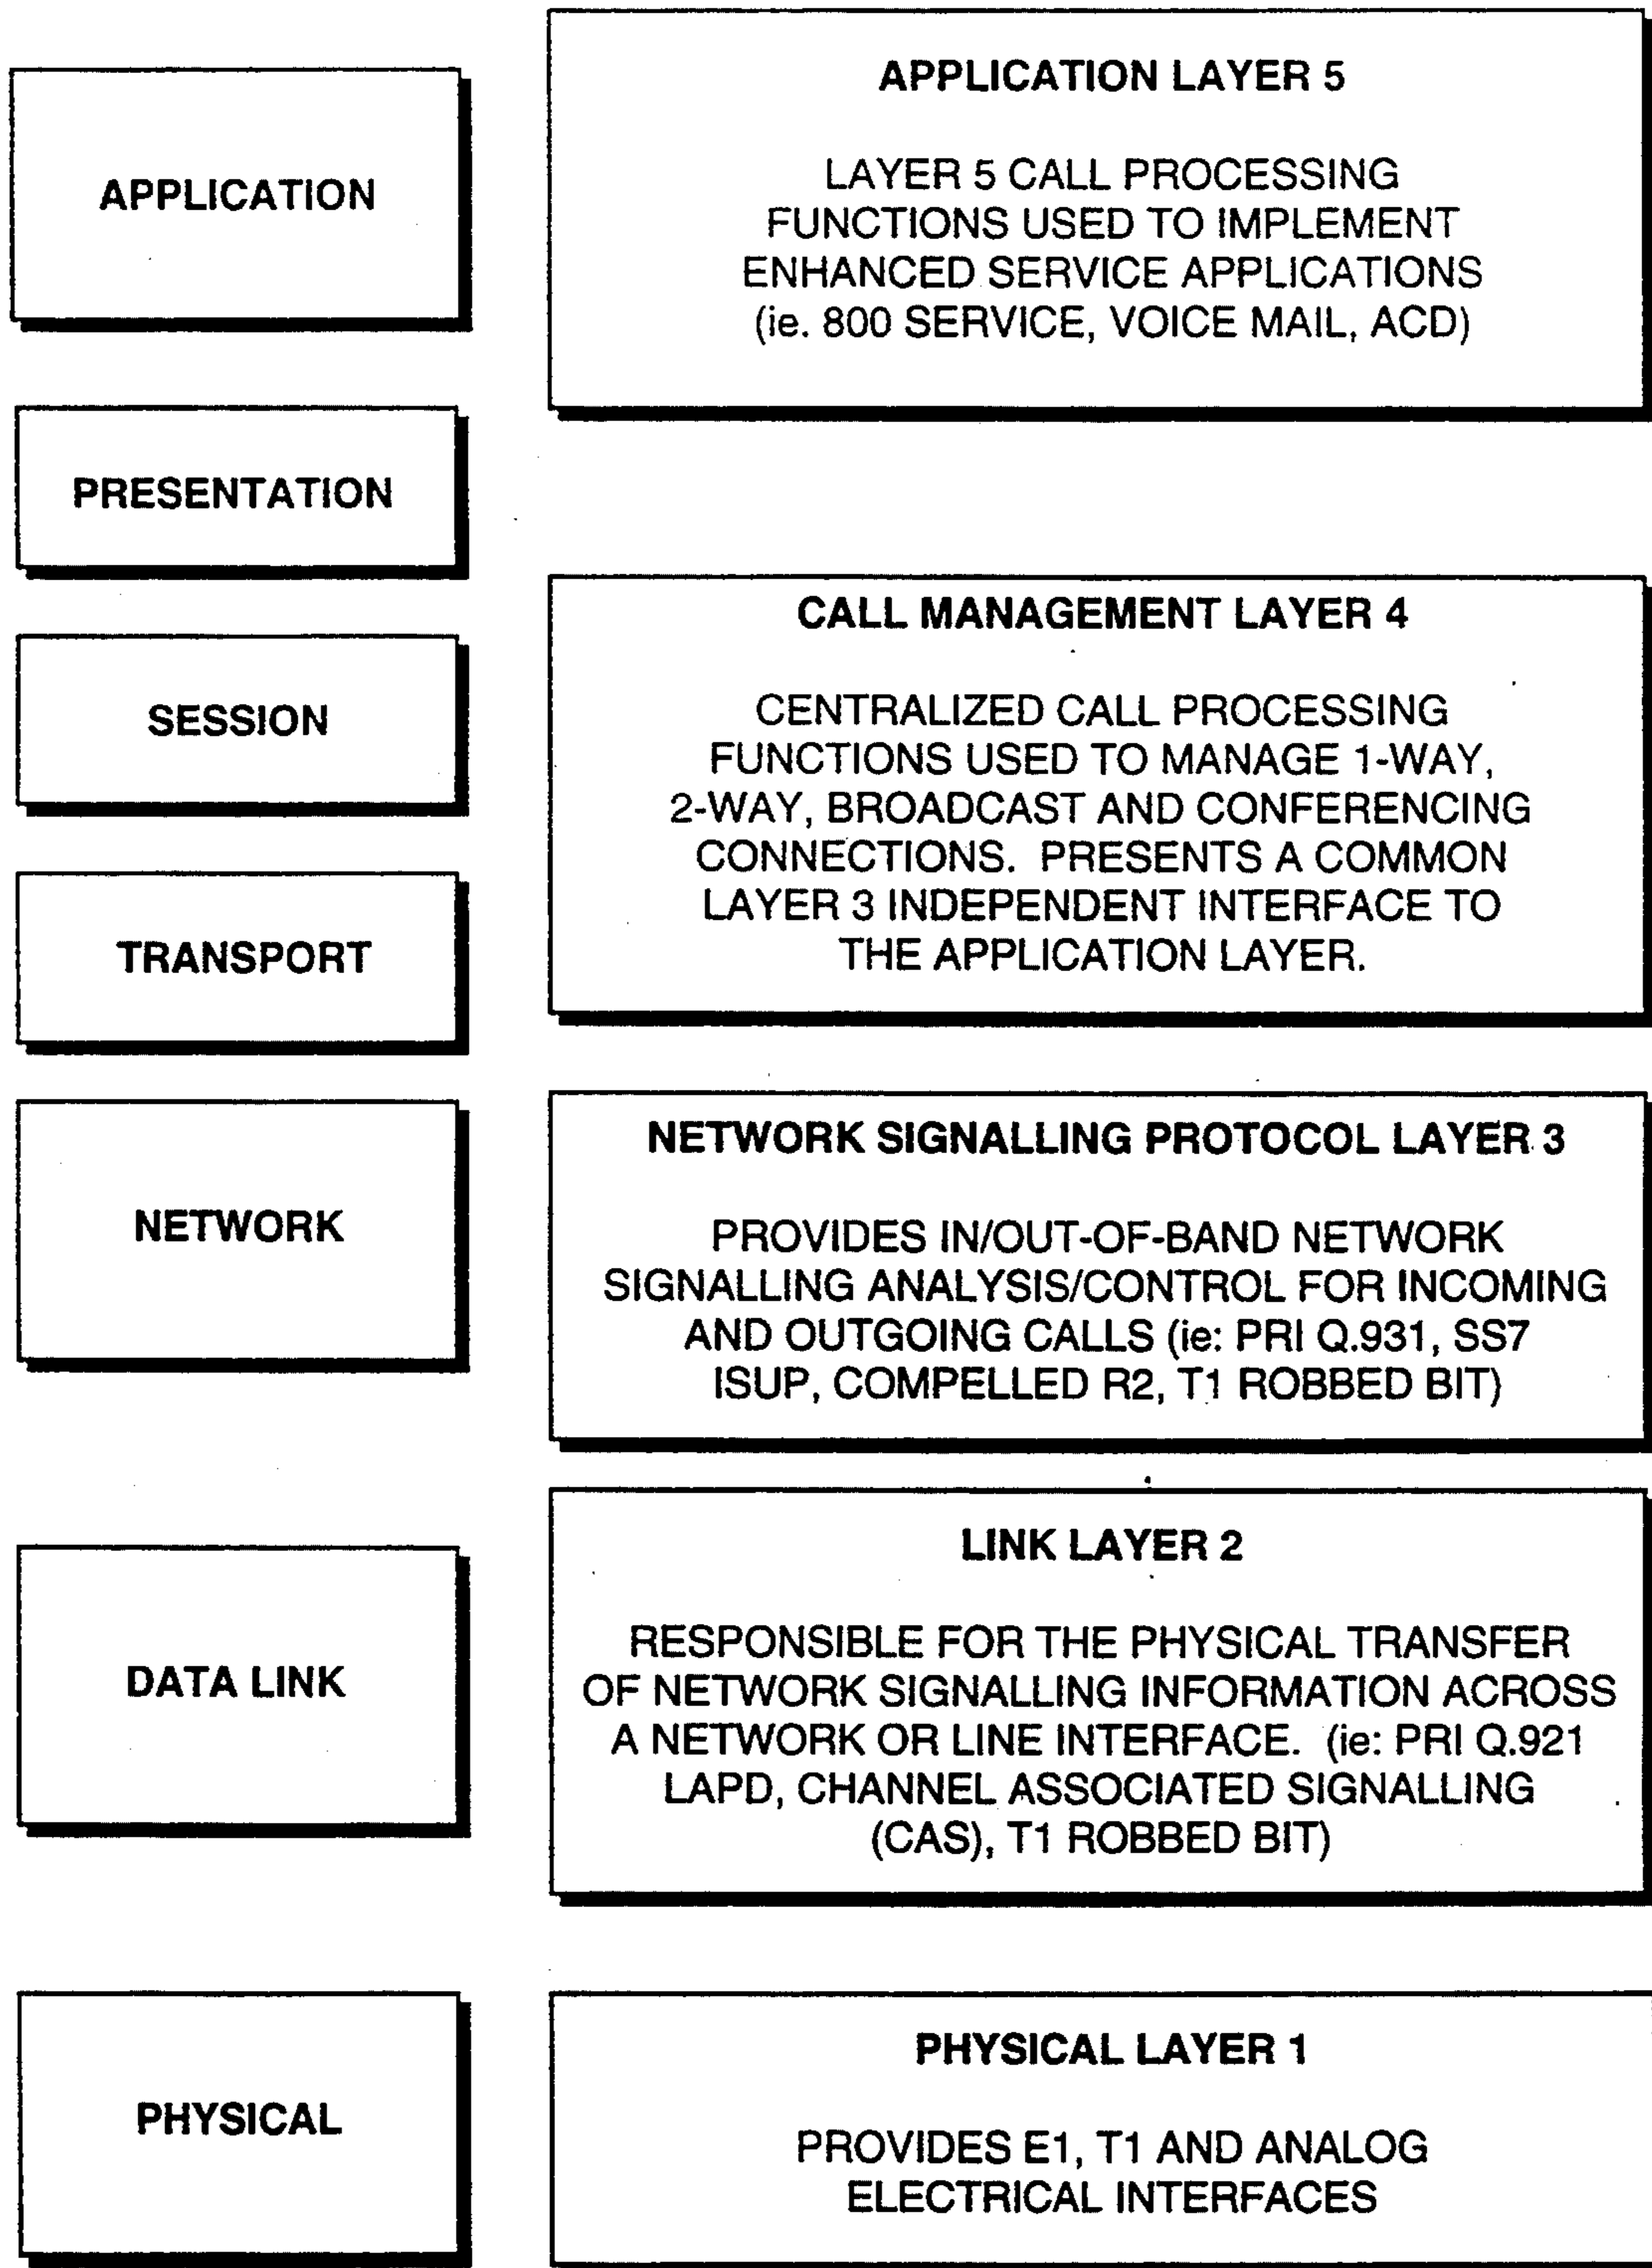 APPLICATION
PRESENTATION
SESSION
TRANSPORT
NETWORK
DATA LINK
PHYSICAL
APPLICATION LAYER 5
LAYER 5 CALL PROCESSING
FUNCTIONS USED TO IMPLEMENT
ENHANCED SERVICE APPLICATIONS
(ie. 800 SERVICE, VOICE MAIL, ACD)
CALL MANAGEMENT LAYER 4
CENTRALIZED CALL PROCESSING
FUNCTIONS USED TO MANAGE 1-WAY,
2-WAY, BROADCAST AND CONFERENCING
CONNECTIONS. PRESENTS A COMMON
LAYER 3 INDEPENDENT INTERFACE TO
THE APPLICATION LAYER.
NETWORK SIGNALLING PROTOCOL LAYER 3
PROVIDES IN/OUT-OF-BAND NETWORK
SIGNALLING ANALYSIS/CONTROL FOR INCOMING
AND OUTGOING CALLS (ie: PRI Q.931, SS7
ISUP, COMPELLED R2, T1 ROBBED BIT)
LINK LAYER 2
RESPONSIBLE FOR THE PHYSICAL TRANSFER
OF NETWORK SIGNALLING INFORMATION ACROSS
A NETWORK OR LINE INTERFACE. (ie: PRI Q.921
LAPD, CHANNEL ASSOCIATED SIGNALLING
(CAS), T1 ROBBED BIT)
PHYSICAL LAYER 1
PROVIDES E1, T1 AND ANALOG
ELECTRICAL INTERFACES